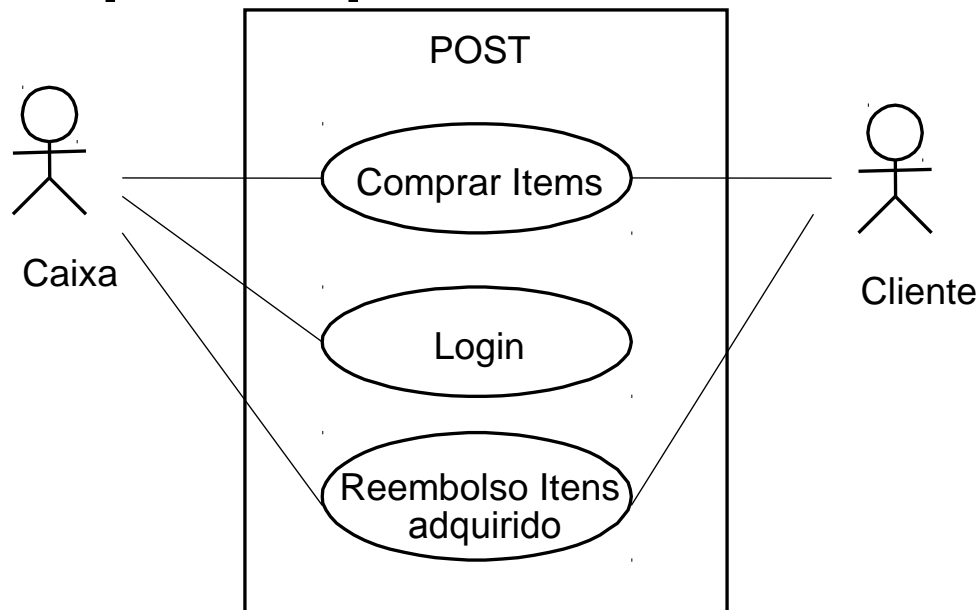 POST
Comprar Items
Caixa
Cliente
Login
Reembolso Itens
adquirido